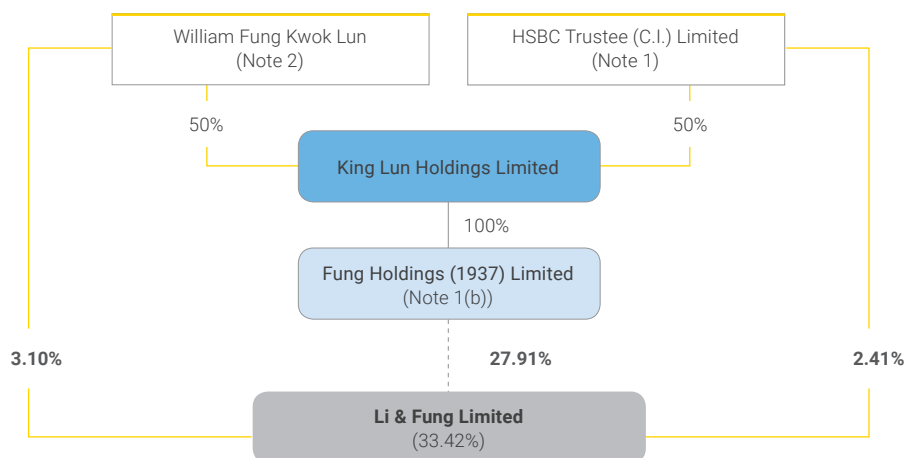 William Fung Kwok Lun
(Note 2)
HSBC Trustee (C.I.) Limited
(Note 1)
50%
50%
King Lun Holdings Limited
100%
Fung Holdings (1937) Limited
(Note 1(b))
3.10%
27.91%
2.41%
Li & Fung Limited
(33.42%)